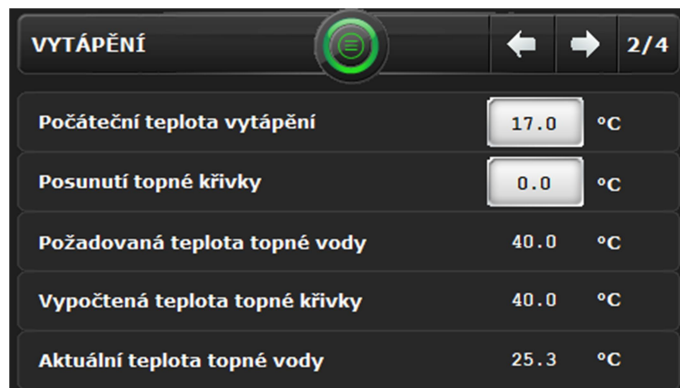 VYTÁPĚNÍ 2/4
Počáteční teplota vytápění 17.0 °C
Posunutí topné křivky 0.0 °C
Požadovaná teplota topné vody 40.0 °C
Vypočtená teplota topné křivky 40.0 °C
Aktuální teplota topné vody 25.3 °C